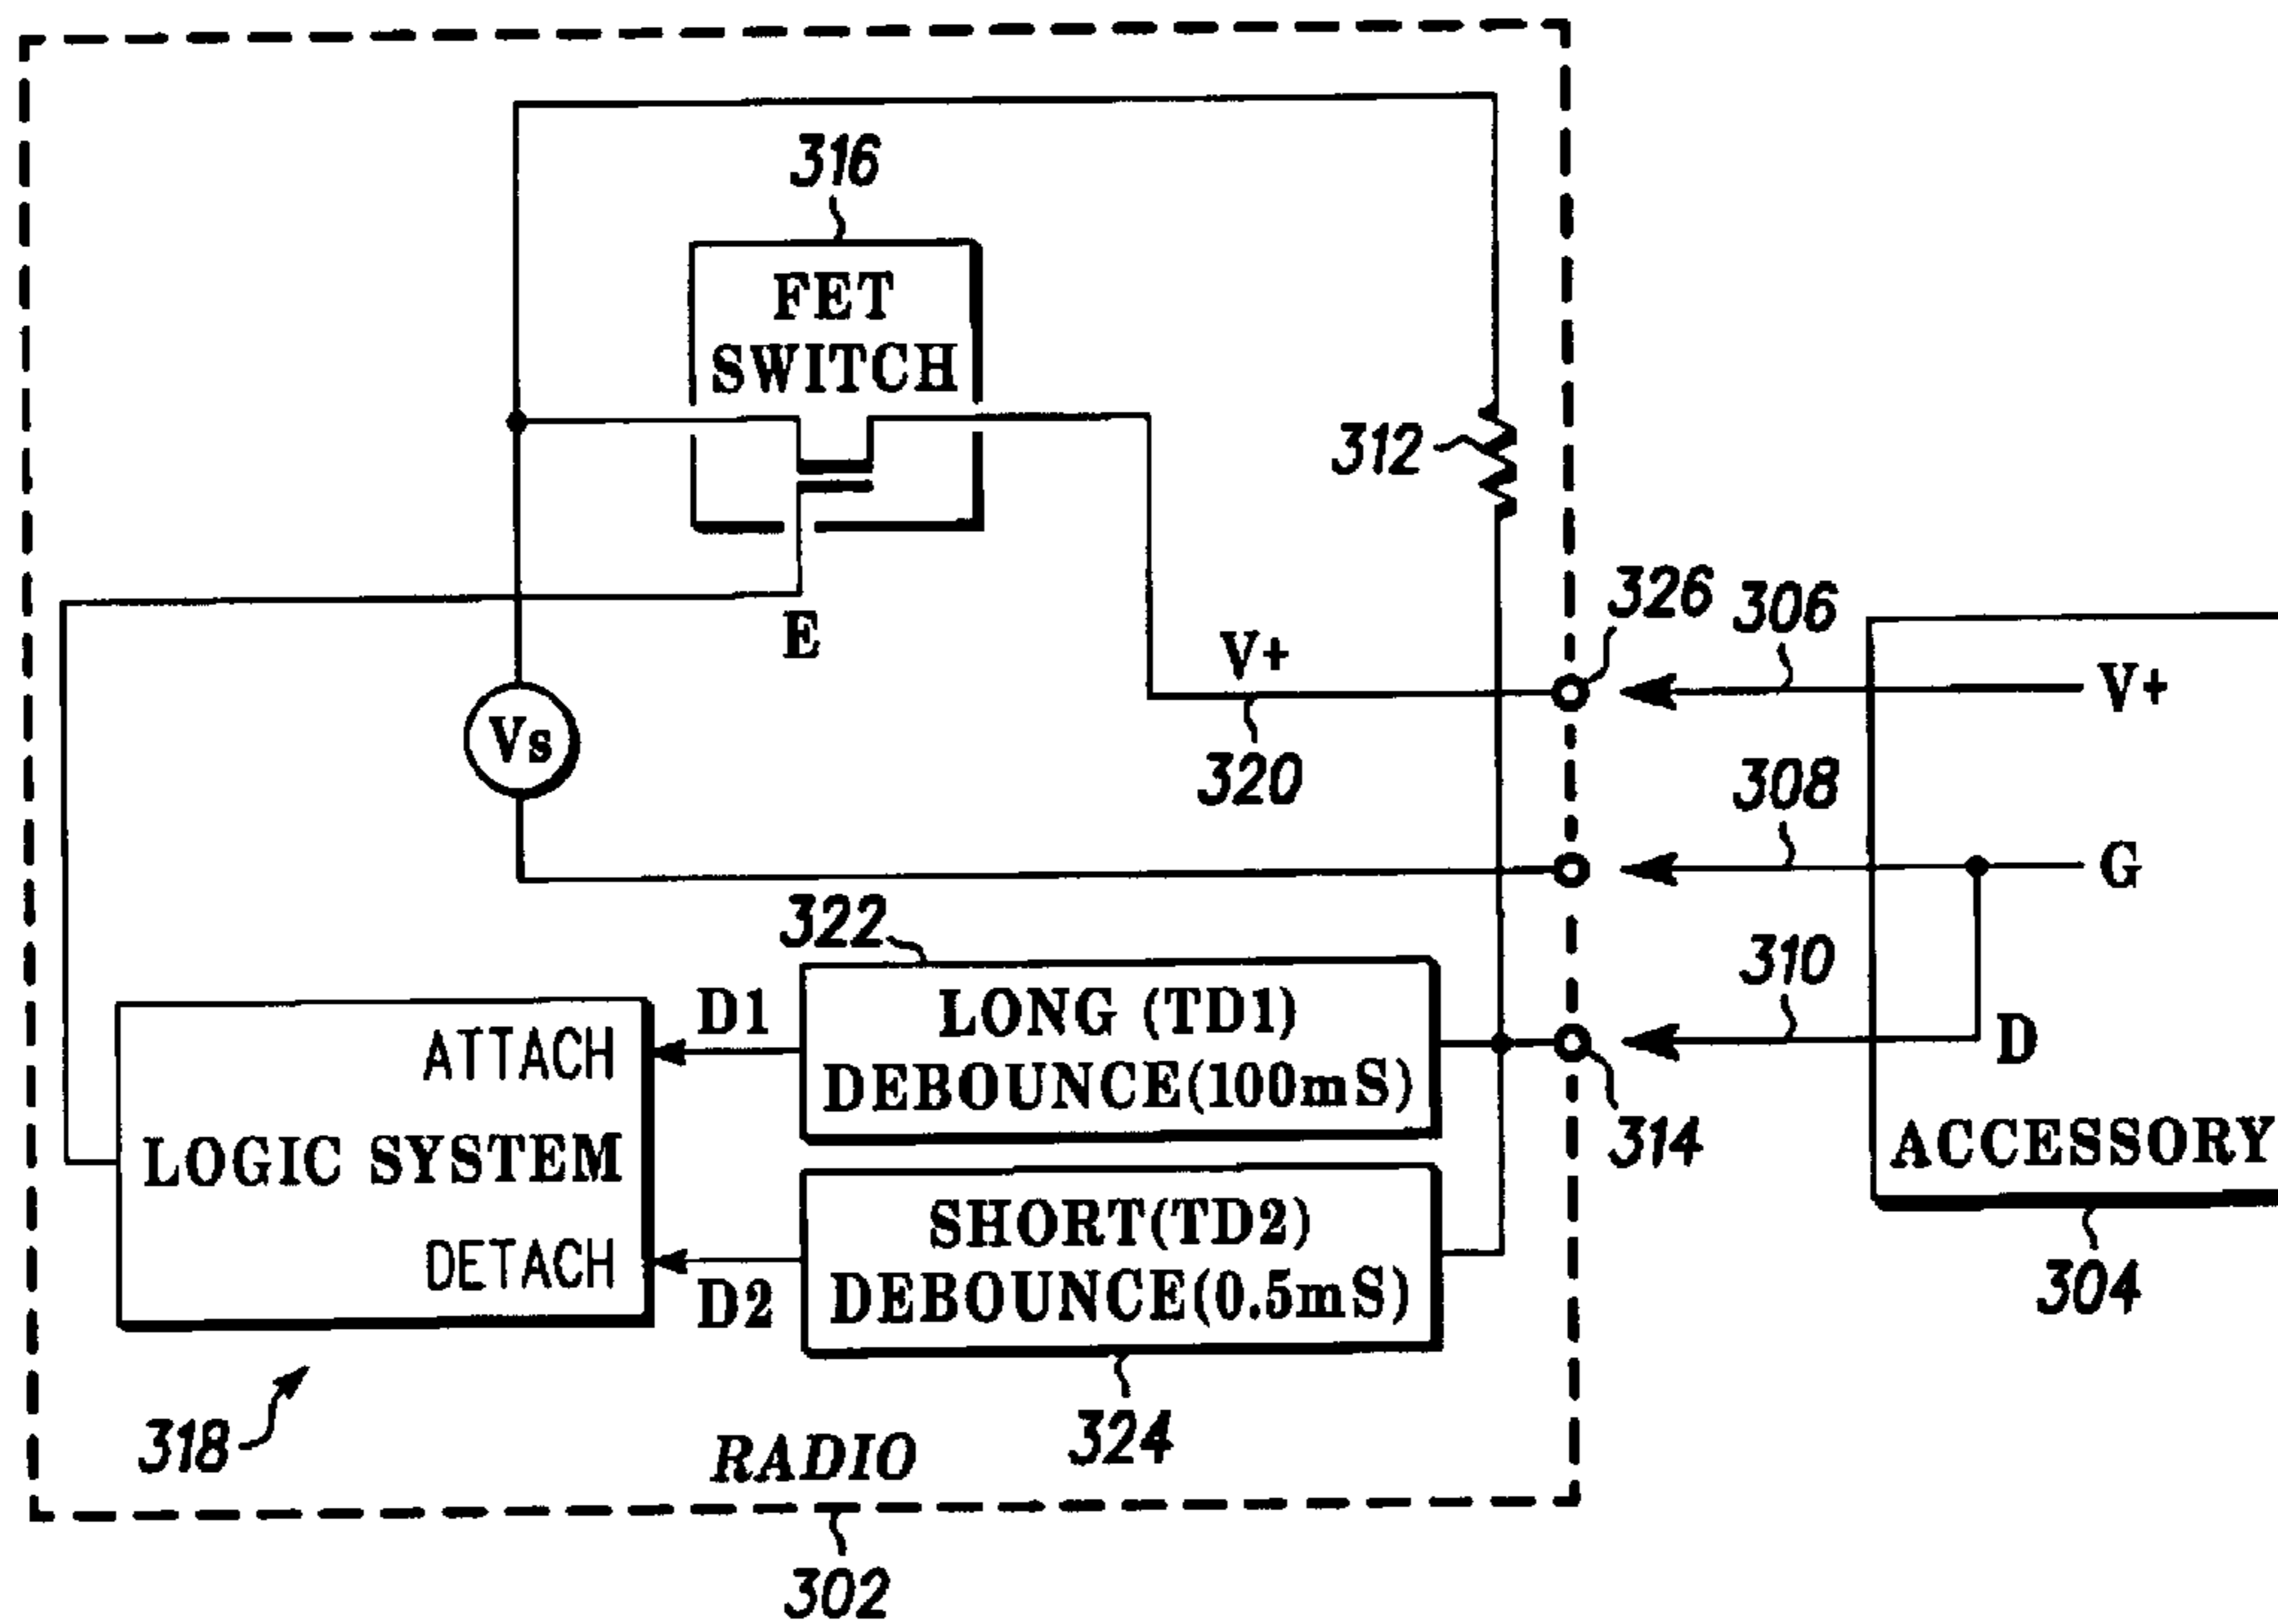 316
FET
SWITCH
312
E
V+
326
306
V+
Vs
320
308
G
322
310
D1
LONG (TD1)
DEBOUNCE(100mS)
ATTACH
D
314
LOGIC SYSTEM
ACCESSORY
SHORT(TD2)
DEBOUNCE(0.5mS)
DETACH
D2
304
318
RADIO
324
302